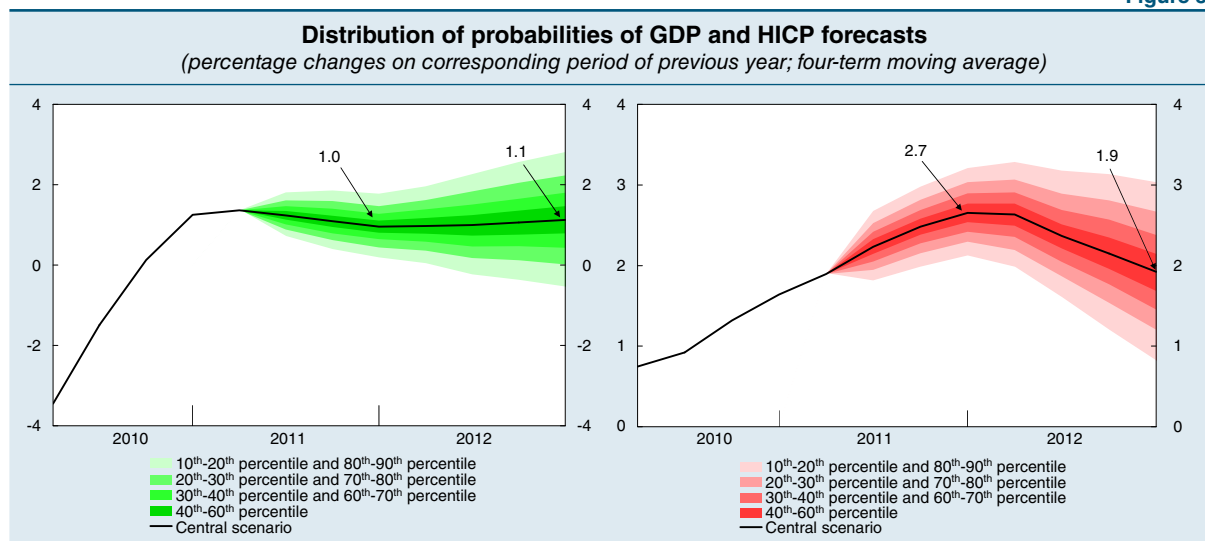 Distribution of probabilities of GDP and HICP forecasts
(percentage changes on corresponding period of previous year; four-term moving average)
4
2
0
-2
-4
4
2
0
-2
-4
1.0
1.1
2010
2011
2012
10th-20th percentile and 80th-90th percentile
20th-30th percentile and 70th-80th percentile
30th-40th percentile and 60th-70th percentile
40th-60th percentile
Central scenario
4
3
2
1
0
4
3
2
1
0
2.7
1.9
2010
2011
2012
10th-20th percentile and 80th-90th percentile
20th-30th percentile and 70th-80th percentile
30th-40th percentile and 60th-70th percentile
40th-60th percentile
Central scenario